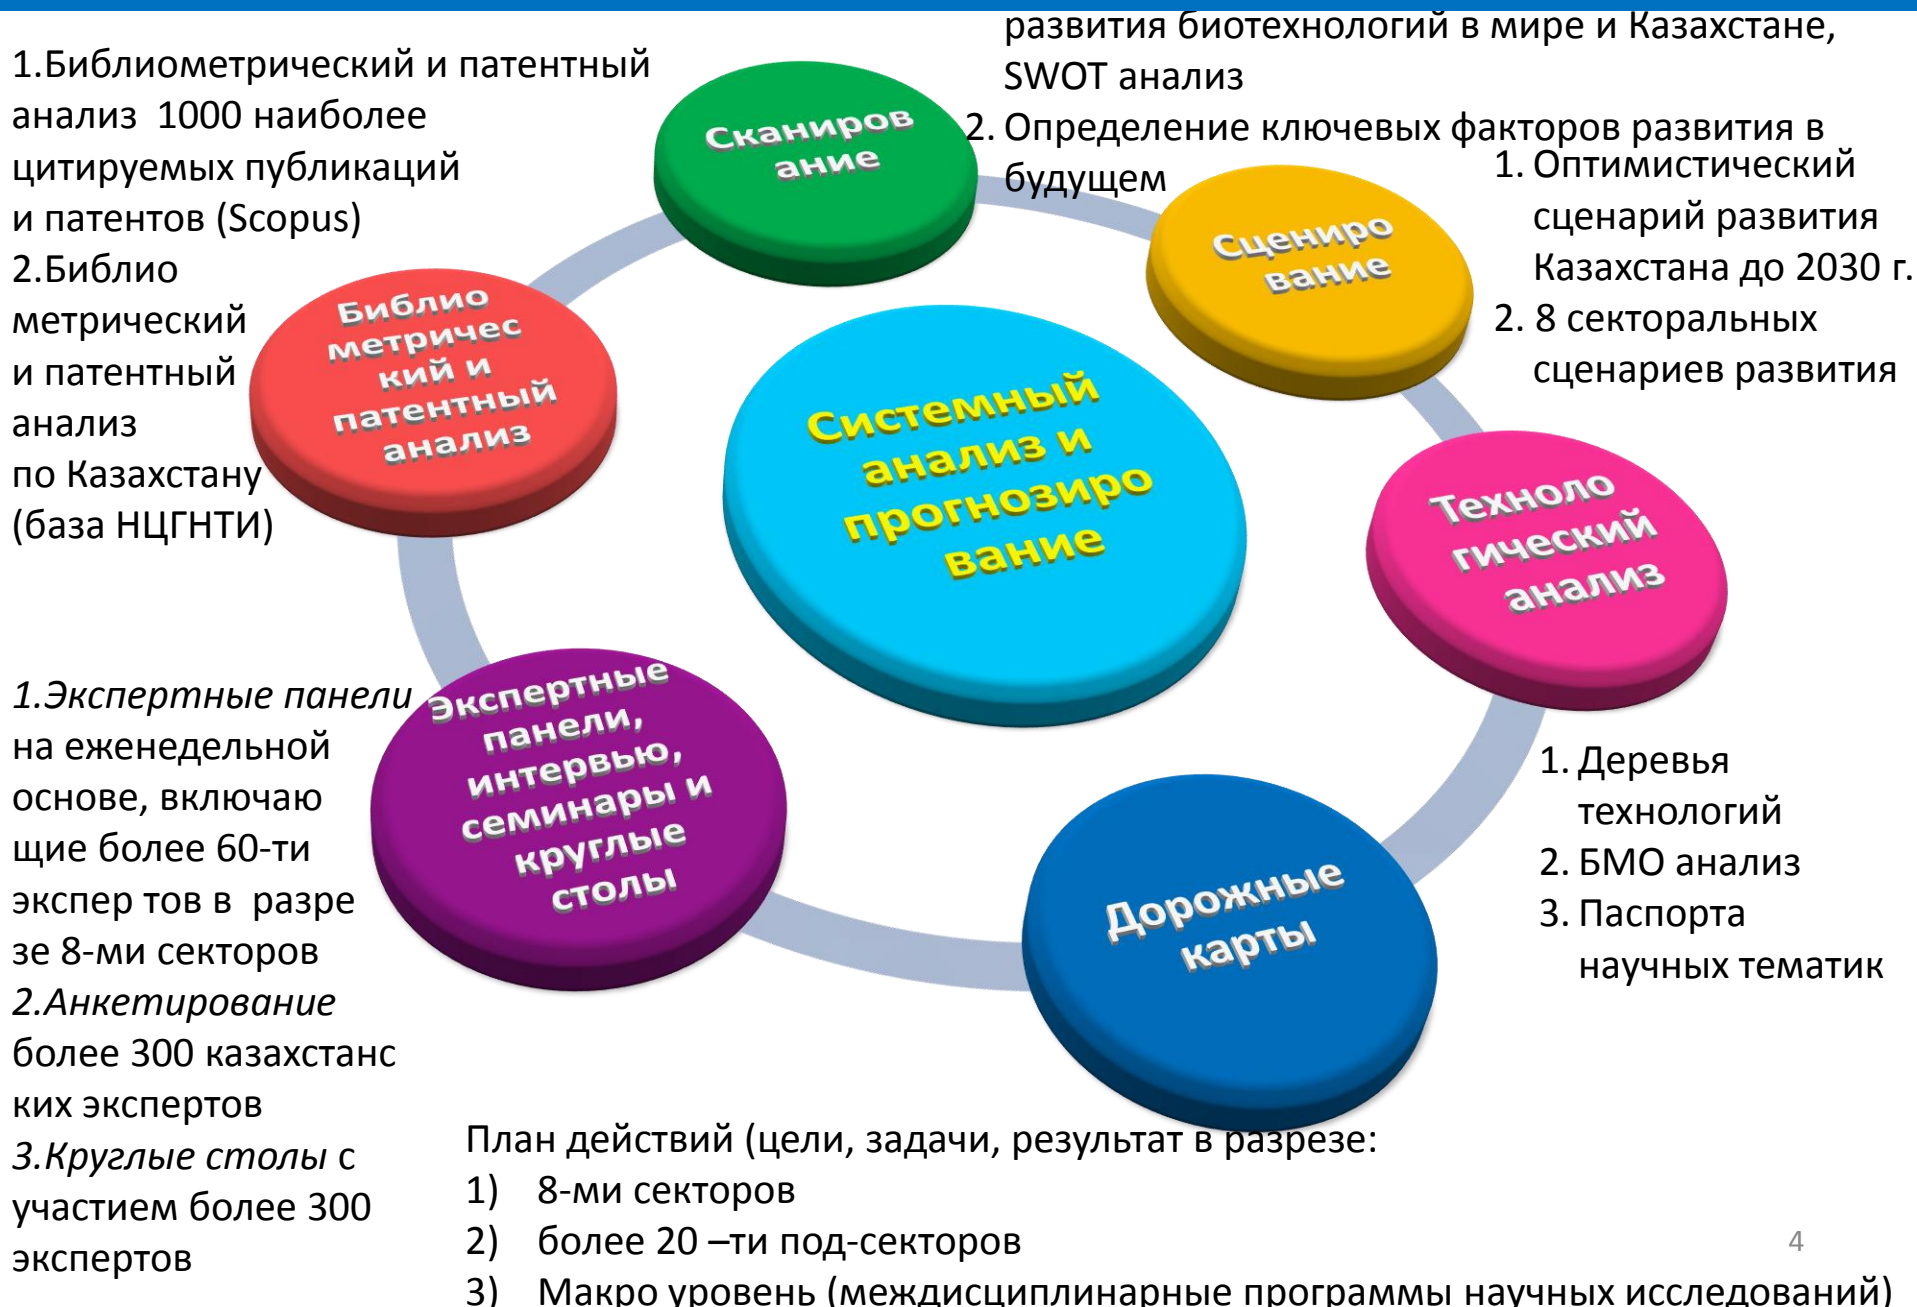 развития биотехнологий в мире и Казахстане,
SWOT анализ
2. Определение ключевых факторов развития в
будущем
1.Библиометрический и патентный
анализ 1000 наиболее
цитируемых публикаций
и патентов (Scopus)
2.Библио
метрический
и патентный
анализ
по Казахстану
(база НЦГНТИ)
Сканиров
ание
Сцениро
вание
1. Оптимистический
сценарий развития
Казахстана до 2030 г.
2. 8 секторальных
сценариев развития
Библио
метричес
кий и
патентный
анализ
Системный
анализ и
прогнозиро
вание
Техноло
гический
анализ
1. Деревья
технологий
2. БМО анализ
3. Паспорта
научных тематик
Экспертные
панели,
интервью,
семинары и
круглые
столы
Дорожные
карты
1.Экспертные панели
на еженедельной
основе, включаю
щие более 60-ти
экспер тов в разре
зе 8-ми секторов
2.Анкетирование
более 300 казахстанс
ких экспертов
3.Круглые столы с
участием более 300
экспертов
План действий (цели, задачи, результат в разрезе:
1) 8-ми секторов
2) более 20 –ти под-секторов
3) Макро уровень (междисциплинарные программы научных исследований)
4